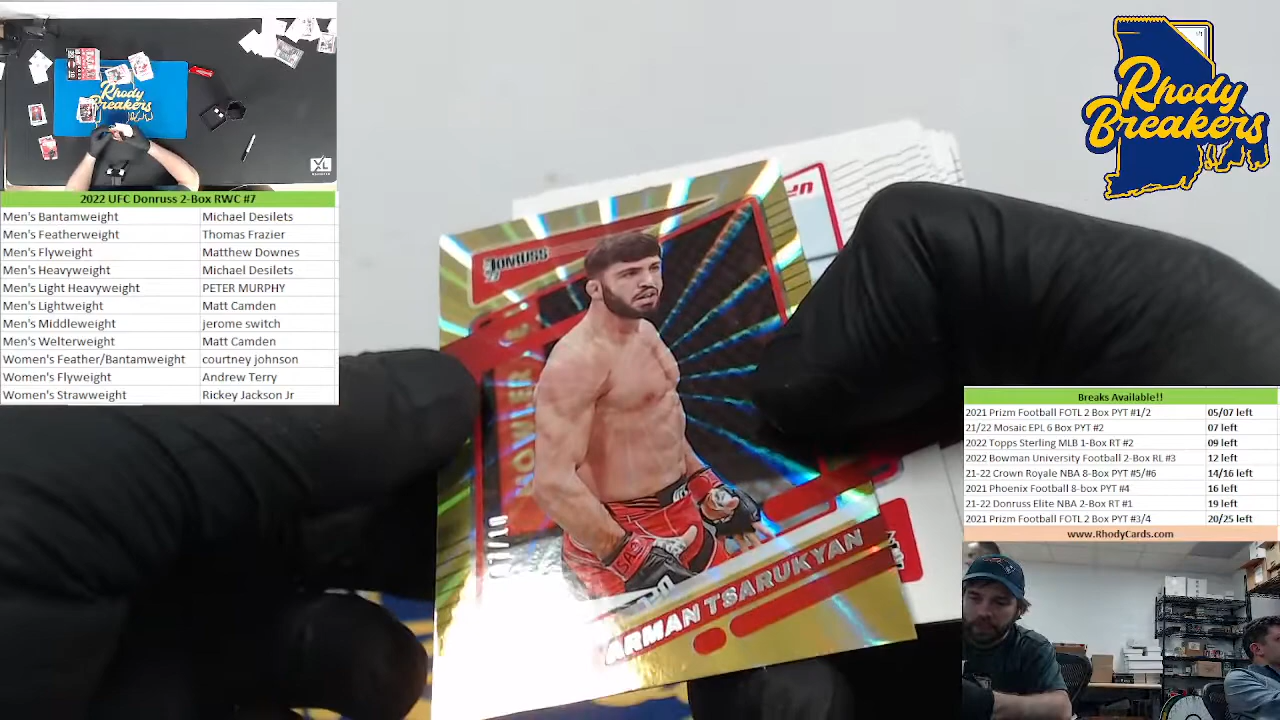 Rhody
Breakers
XL
2022 UFC Donruss 2-Box RWC #7
Men's Bantamweight Michael Desilets
Men's Featherweight Thomas Frazier
Men's Flyweight Matthew Downes
Men's Heavyweight Michael Desilets
Men's Light Heavyweight PETER MURPHY
Men's Lightweight Matt Camden
Men's Middleweight jerome switch
Men's Welterweight Matt Camden
Women's Feather/Bantamweight courtney johnson
Women's Flyweight Andrew Terry
Women's Strawweight Rickey Jackson Jr
DONRUSS
ARMAN TSARUKYAN
Rhody
Breakers
Breaks Available!!
2021 Prizm Football FOTL 2 Box PYT #1/2 05/07 left
21/22 Mosaic EPL 6 Box PYT #2 07 left
2022 Topps Sterling MLB 1-Box RT #2 09 left
2022 Bowman University Football 2-Box RL #3 12 left
21-22 Crown Royale NBA 8-Box PYT #5/#6 14/16 left
2021 Phoenix Football 8-box PYT #4 16 left
21-22 Donruss Elite NBA 2-Box RT #1 19 left
2021 Prizm Football FOTL 2 Box PYT #3/4 20/25 left
www.RhodyCards.com